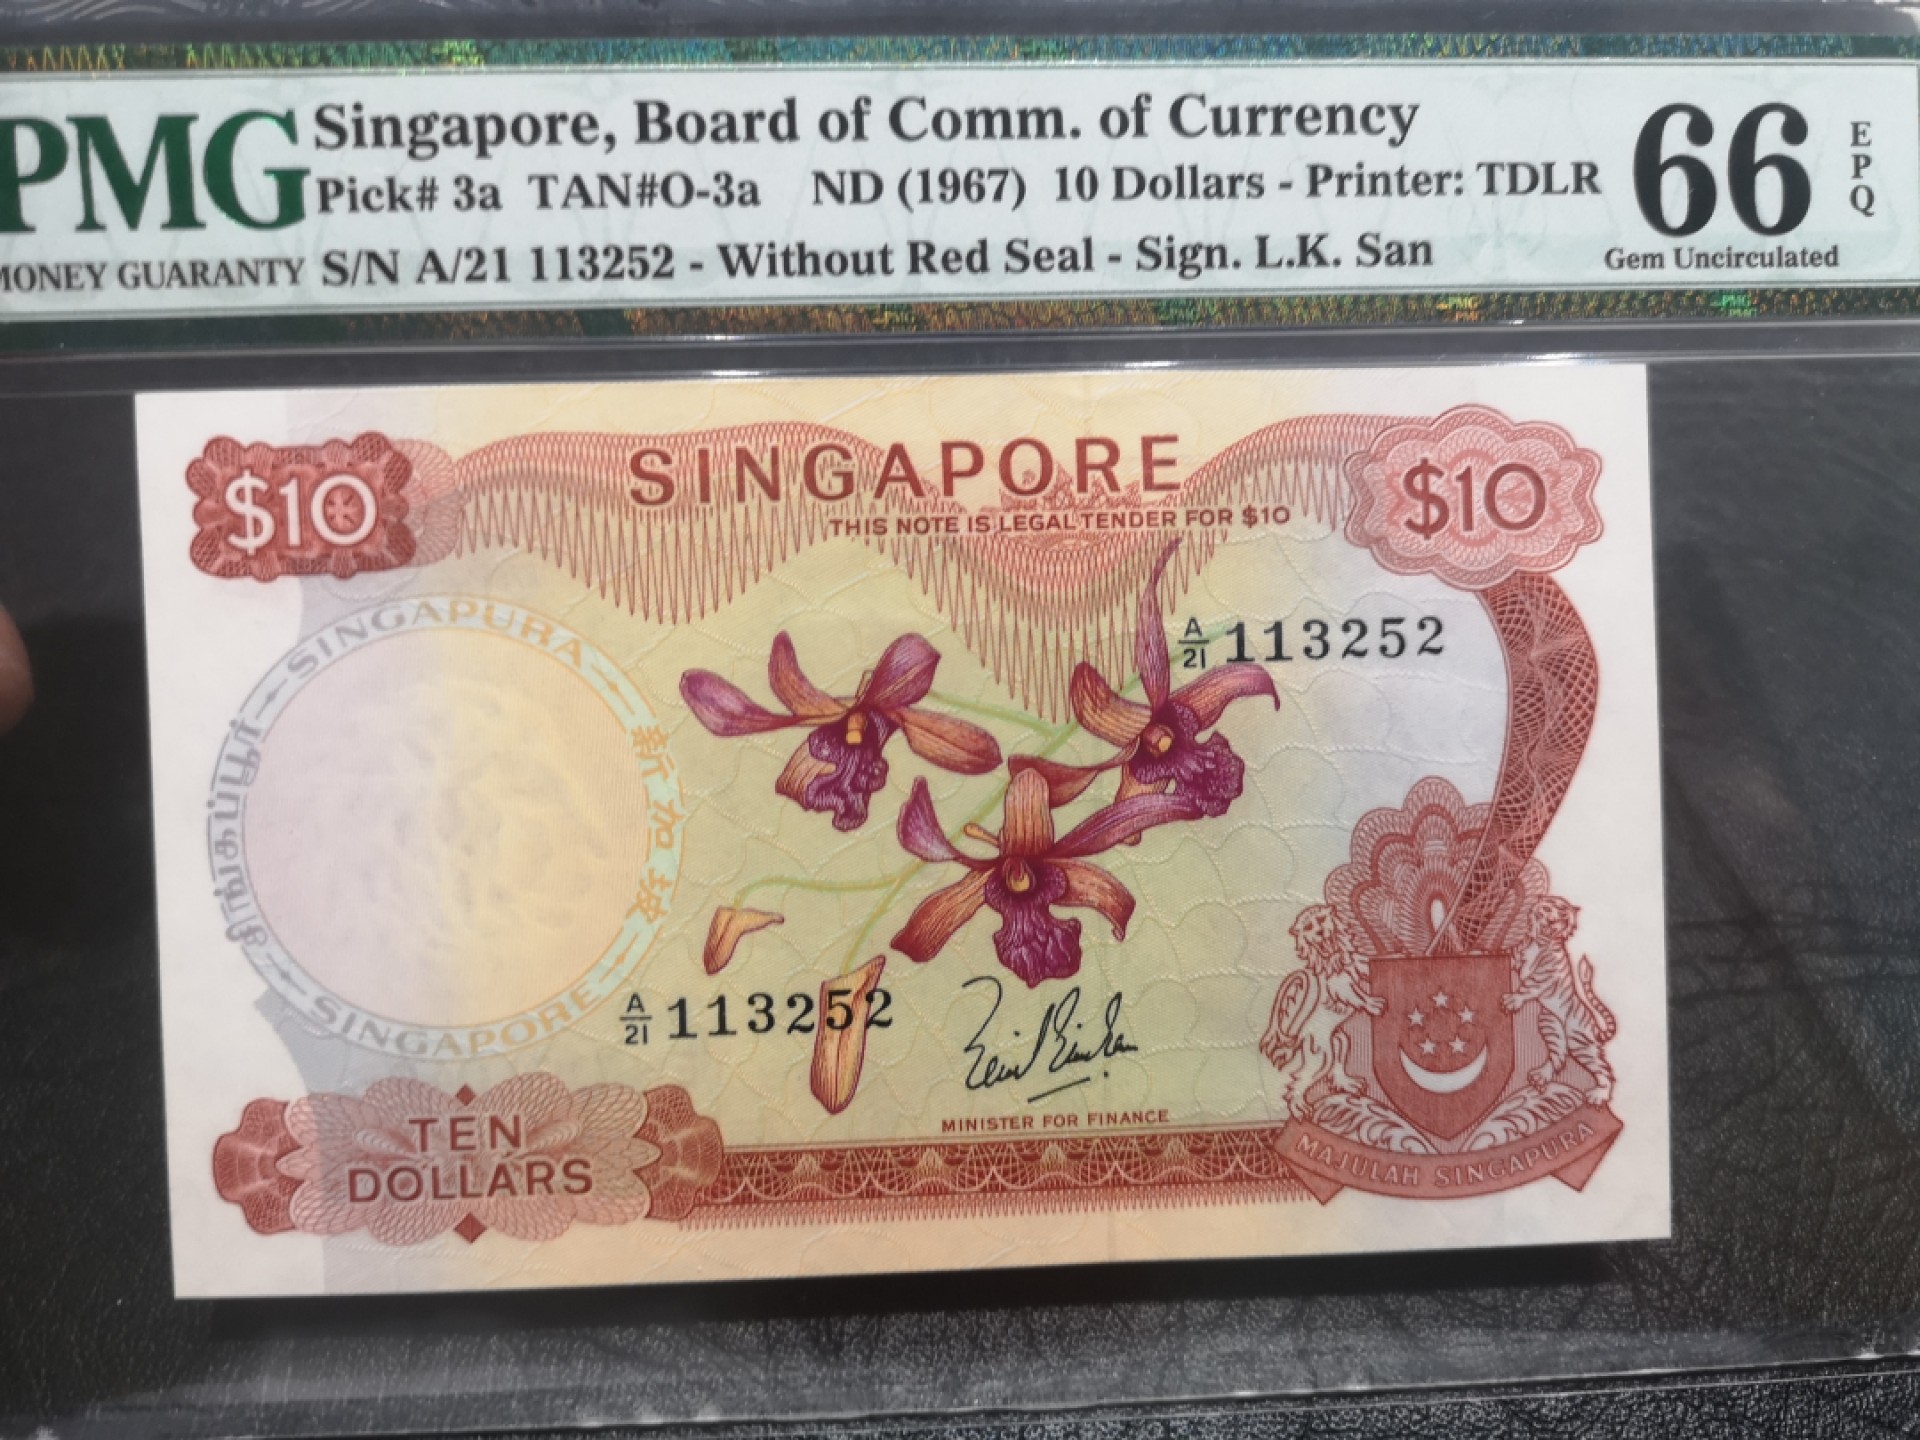 PMG
Singapore, Board of Comm. of Currency
Pick# 3a TAN#O-3a ND (1967) 10 Dollars - Printer: TDLR
MONEY GUARANTY
S/N A/21 113252 - Without Red Seal - Sign. L.K. San
66
EPQ
Gem Uncirculated
$10
SINGAPORE
THIS NOTE IS LEGAL TENDER FOR $10
$10
A/21 113252
SINGAPURA
சிங்கப்பூர்
新加坡
SINGAPORE
A/21 113252
MINISTER FOR FINANCE
TEN
DOLLARS
MAJULAH SINGAPURA